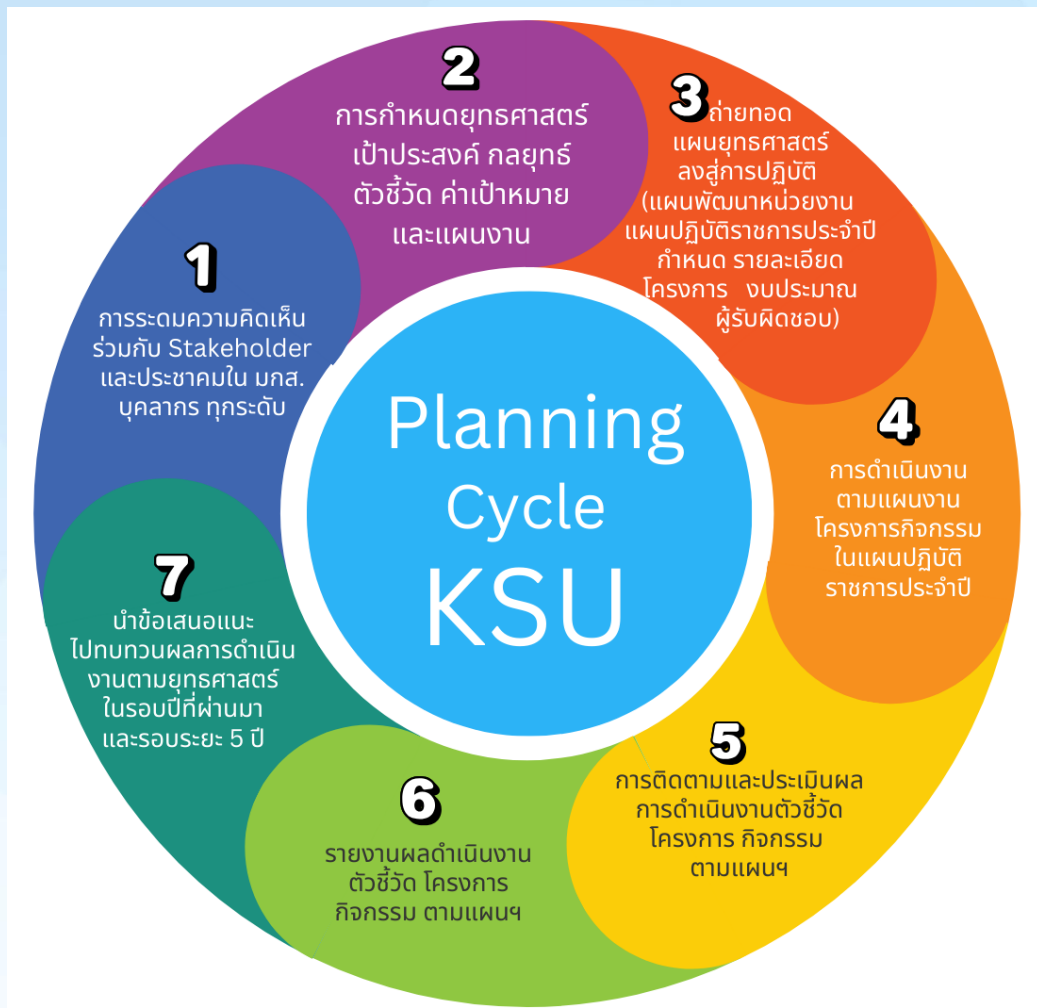 Planning
Cycle
KSU
1
การระดมความคิดเห็น
ร่วมกับ Stakeholder
และประชาคมใน มกส.
บุคลากร ทุกระดับ
2
การกำหนดยุทธศาสตร์
เป้าประสงค์ กลยุทธ์
ตัวชี้วัด ค่าเป้าหมาย
และแผนงาน
3
ถ่ายทอด
แผนยุทธศาสตร์
ลงสู่การปฏิบัติ
(แผนพัฒนาหน่วยงาน
แผนปฏิบัติราชการประจำปี
กำหนด รายละเอียด
โครงการ งบประมาณ
ผู้รับผิดชอบ)
4
การดำเนินงาน
ตามแผนงาน
โครงการกิจกรรม
ในแผนปฏิบัติ
ราชการประจำปี
5
การติดตามและประเมินผล
การดำเนินงานตัวชี้วัด
โครงการ กิจกรรม
ตามแผนฯ
6
รายงานผลดำเนินงาน
ตัวชี้วัด โครงการ
กิจกรรม ตามแผนฯ
7
นำข้อเสนอแนะ
ไปทบทวนผลการดำเนิน
งานตามยุทธศาสตร์
ในรอบปีที่ผ่านมา
และรอบระยะ 5 ปี